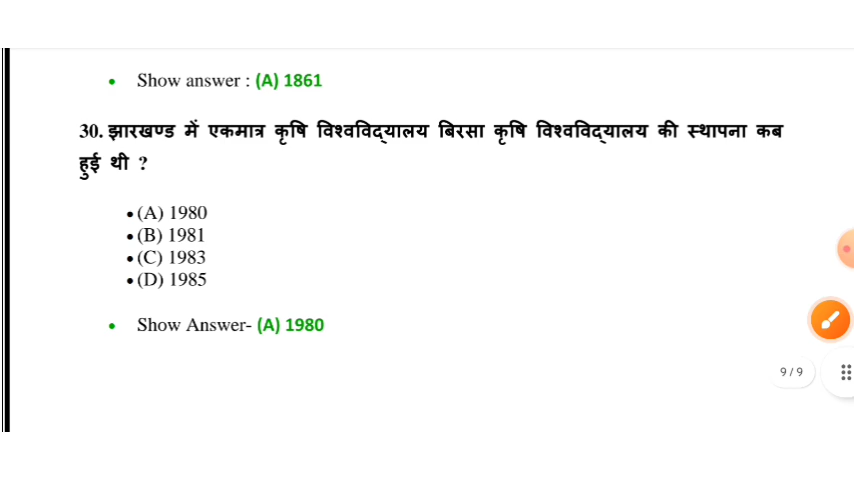 Show answer : (A) 1861
30. झारखण्ड में एकमात्र कृषि विश्वविद्यालय बिरसा कृषि विश्वविद्यालय की स्थापना कब
हुई थी ?
• (A) 1980
• (B) 1981
• (C) 1983
• (D) 1985
Show Answer- (A) 1980
9 / 9